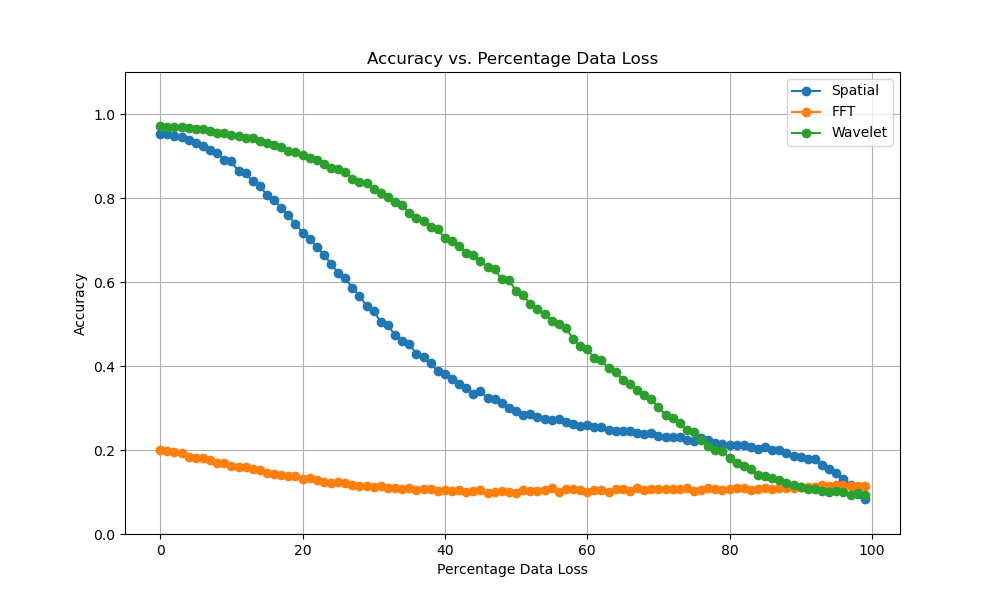 Accuracy vs. Percentage Data Loss
Spatial
FFT
Wavelet
Accuracy
1.0
0.8
0.6
0.4
0.2
0.0
0 20 40 60 80 100
Percentage Data Loss